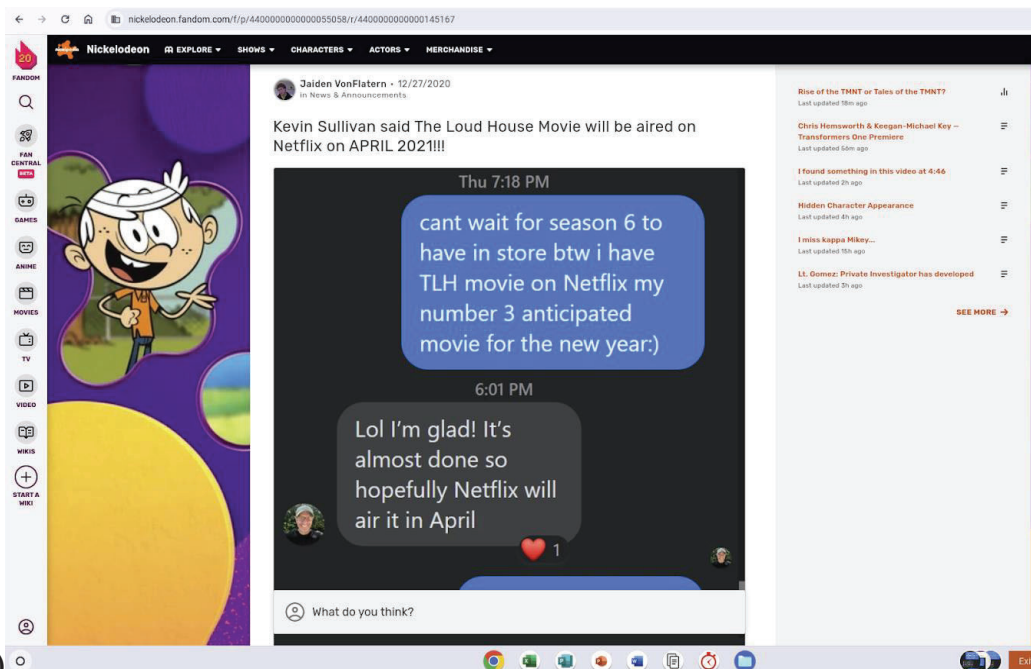 nickelodeon.fandom.com/f/p/4400000000000055058/r/4400000000000145167
20
FANDOM
FAN
CENTRAL
BETA
GAMES
ANIME
MOVIES
TV
VIDEO
WIKIS
START A
WIKI
Nickelodeon
EXPLORE
SHOWS
CHARACTERS
ACTORS
MERCHANDISE
Jaiden VonFlatern • 12/27/2020
in News & Announcements
Kevin Sullivan said The Loud House Movie will be aired on
Netflix on APRIL 2021!!!
Thu 7:18 PM
cant wait for season 6 to
have in store btw i have
TLH movie on Netflix my
number 3 anticipated
movie for the new year:)
6:01 PM
Lol I'm glad! It's
almost done so
hopefully Netflix will
air it in April
1
What do you think?
Rise of the TMNT or Tales of the TMNT?
Last updated 18m ago
Chris Hemsworth & Keegan-Michael Key –
Transformers One Premiere
Last updated 56m ago
I found something in this video at 4:46
Last updated 2h ago
Hidden Character Appearance
Last updated 4h ago
I miss kappa Mikey...
Last updated 15h ago
Lt. Gomez: Private Investigator has developed
Last updated 3h ago
SEE MORE